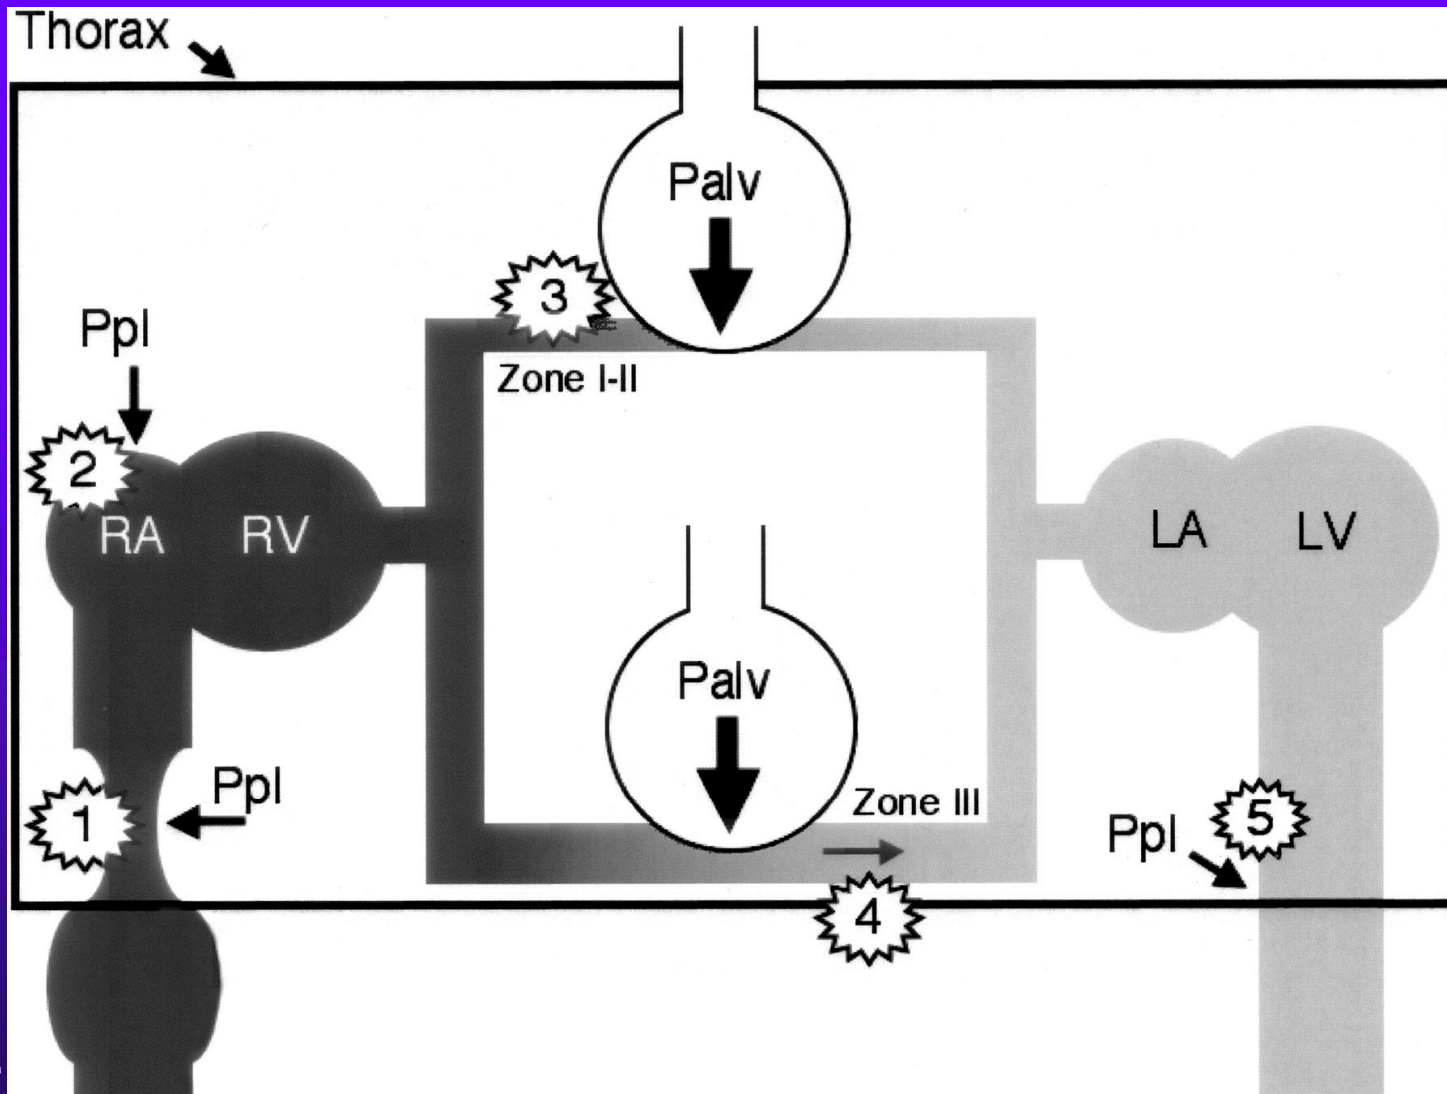 Thorax
Palv
3
Ppl
Zone I-II
2
RA
RV
LA
LV
Palv
Ppl
1
Zone III
5
Ppl
4